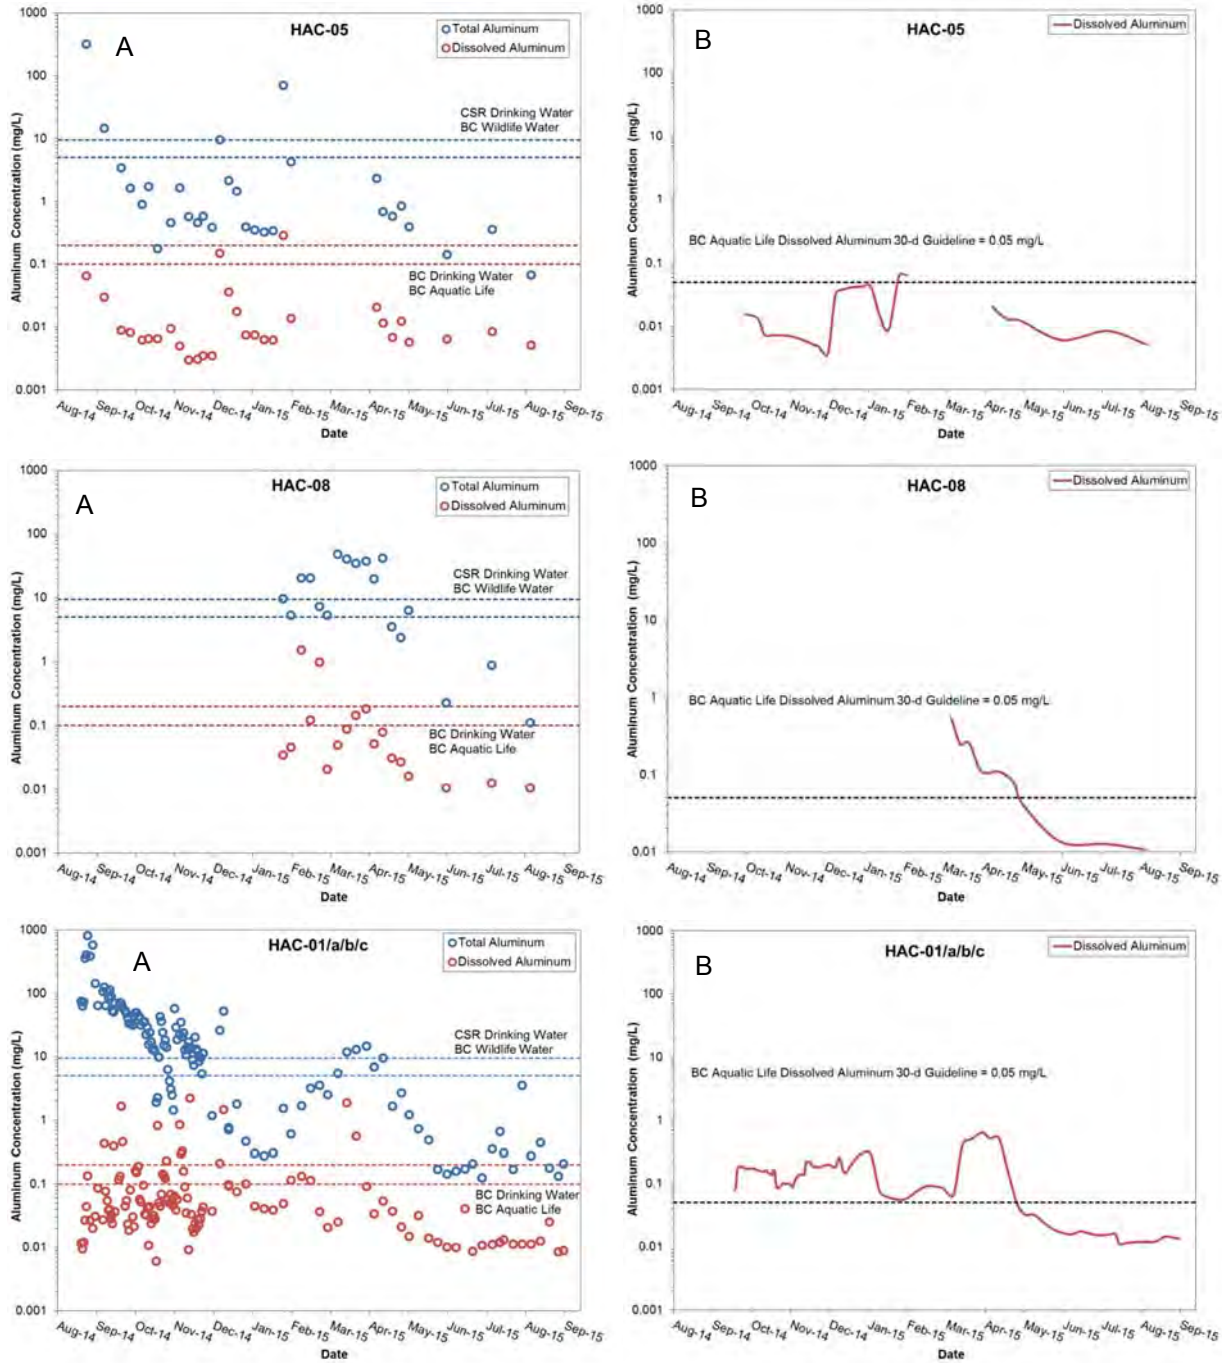 A
HAC-05
Total Aluminum
Dissolved Aluminum
CSR Drinking Water
BC Wildlife Water
BC Drinking Water
BC Aquatic Life
Aluminum Concentration (mg/L)
1000
100
10
1
0.1
0.01
0.001
Aug-14 Sep-14 Oct-14 Nov-14 Dec-14 Jan-15 Feb-15 Mar-15 Apr-15 May-15 Jun-15 Jul-15 Aug-15 Sep-15
Date
B
HAC-05
Dissolved Aluminum
BC Aquatic Life Dissolved Aluminum 30-d Guideline = 0.05 mg/L
Aluminum Concentration (mg/L)
1000
100
10
1
0.1
0.01
0.001
Aug-14 Sep-14 Oct-14 Nov-14 Dec-14 Jan-15 Feb-15 Mar-15 Apr-15 May-15 Jun-15 Jul-15 Aug-15 Sep-15
Date
A
HAC-08
Total Aluminum
Dissolved Aluminum
CSR Drinking Water
BC Wildlife Water
BC Drinking Water
BC Aquatic Life
Aluminum Concentration (mg/L)
1000
100
10
1
0.1
0.01
0.001
Aug-14 Sep-14 Oct-14 Nov-14 Dec-14 Jan-15 Feb-15 Mar-15 Apr-15 May-15 Jun-15 Jul-15 Aug-15 Sep-15
Date
B
HAC-08
Dissolved Aluminum
BC Aquatic Life Dissolved Aluminum 30-d Guideline = 0.05 mg/L
Aluminum Concentration (mg/L)
1000
100
10
1
0.1
0.01
Aug-14 Sep-14 Oct-14 Nov-14 Dec-14 Jan-15 Feb-15 Mar-15 Apr-15 May-15 Jun-15 Jul-15 Aug-15 Sep-15
Date
A
HAC-01/a/b/c
Total Aluminum
Dissolved Aluminum
CSR Drinking Water
BC Wildlife Water
BC Drinking Water
BC Aquatic Life
Aluminum Concentration (mg/L)
1000
100
10
1
0.1
0.01
0.001
Aug-14 Sep-14 Oct-14 Nov-14 Dec-14 Jan-15 Feb-15 Mar-15 Apr-15 May-15 Jun-15 Jul-15 Aug-15 Sep-15
Date
B
HAC-01/a/b/c
Dissolved Aluminum
BC Aquatic Life Dissolved Aluminum 30-d Guideline = 0.05 mg/L
Aluminum Concentration (mg/L)
1000
100
10
1
0.1
0.01
0.001
Aug-14 Sep-14 Oct-14 Nov-14 Dec-14 Jan-15 Feb-15 Mar-15 Apr-15 May-15 Jun-15 Jul-15 Aug-15 Sep-15
Date